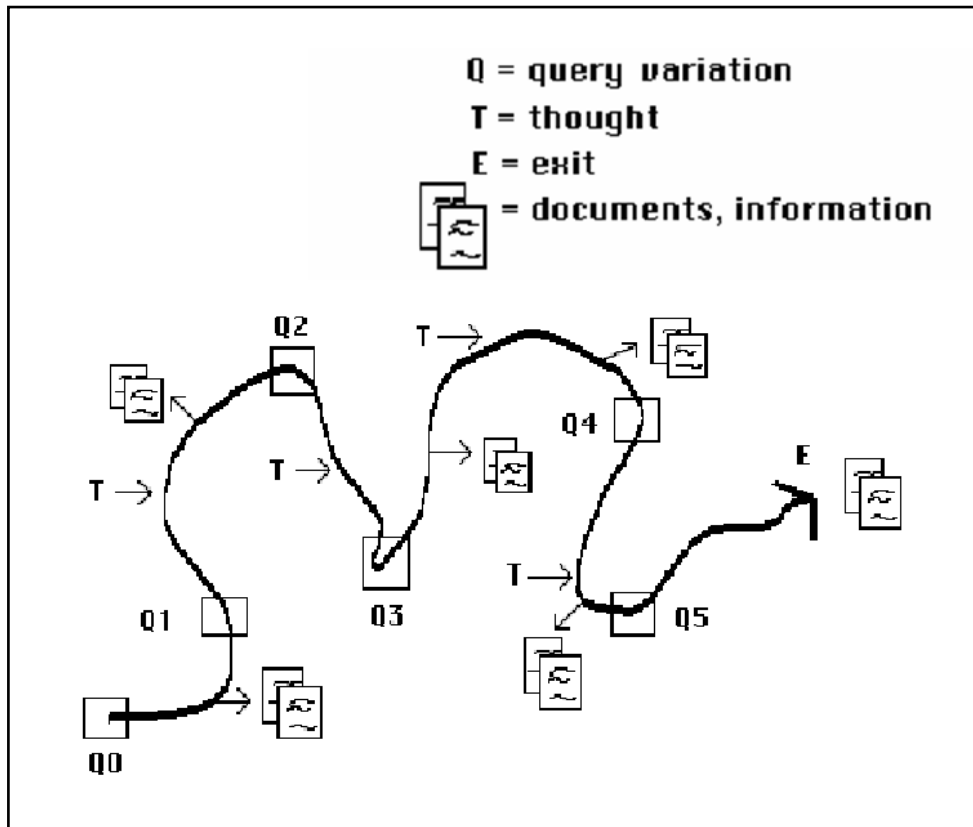 Q = query variation
T = thought
E = exit
= documents, information
Q2
T
Q4
E
T
T
T
Q1
Q3
Q5
Q0